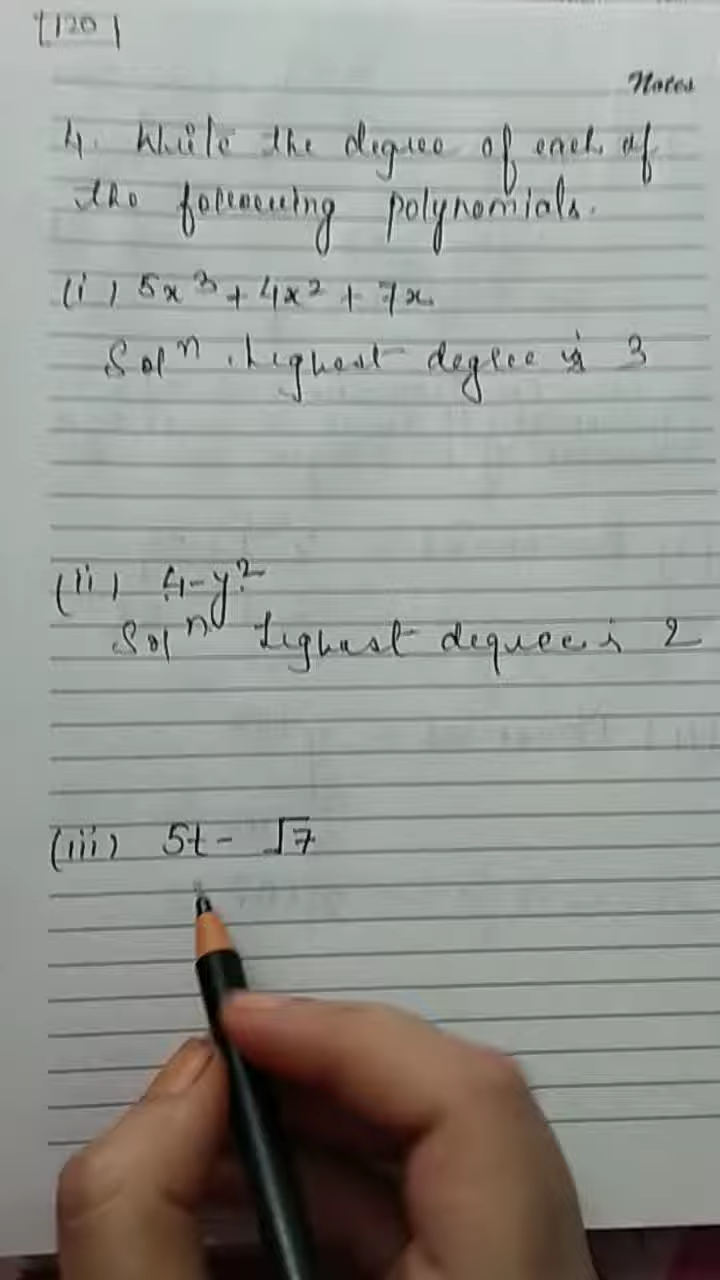 [120]
Notes
4. Write the degree of each of
the following polynomials.
(i) 5x³ + 4x² + 7x
Solⁿ. highest degree is 3
(ii) 4-y²
Solⁿ highest degree is 2
(iii) 5t - √7